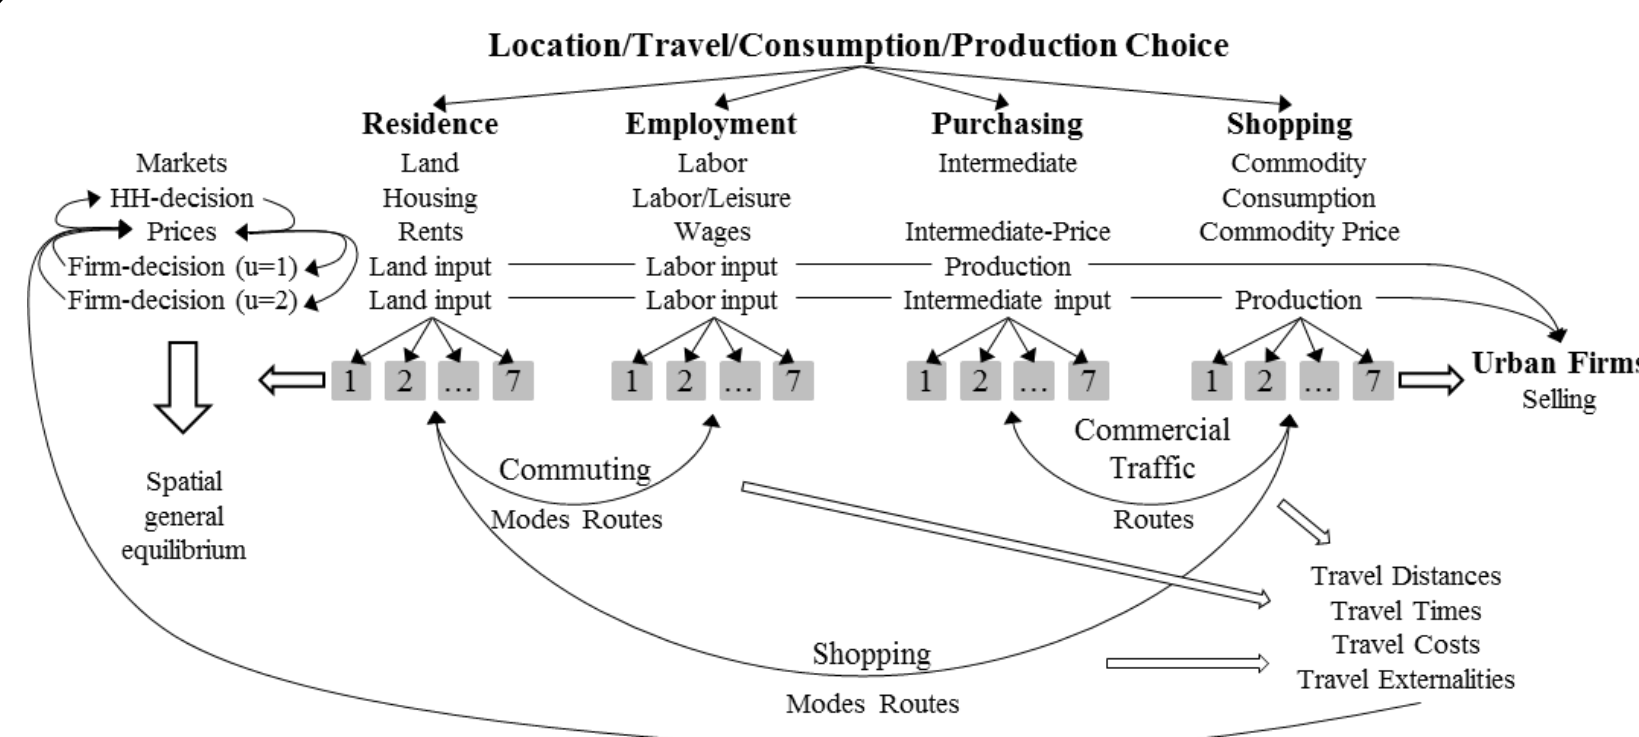 Location/Travel/Consumption/Production Choice
Residence Employment Purchasing Shopping
Markets Land Labor Intermediate Commodity
HH-decision Housing Labor/Leisure Consumption
Prices Rents Wages Intermediate-Price Commodity Price
Firm-decision (u=1) Land input Labor input Production
Firm-decision (u=2) Land input Labor input Intermediate input Production
1 2 … 7 1 2 … 7 1 2 … 7 1 2 … 7
Urban Firms
Selling
Commuting
Modes Routes
Commercial
Traffic
Routes
Spatial
general
equilibrium
Shopping
Modes Routes
Travel Distances
Travel Times
Travel Costs
Travel Externalities